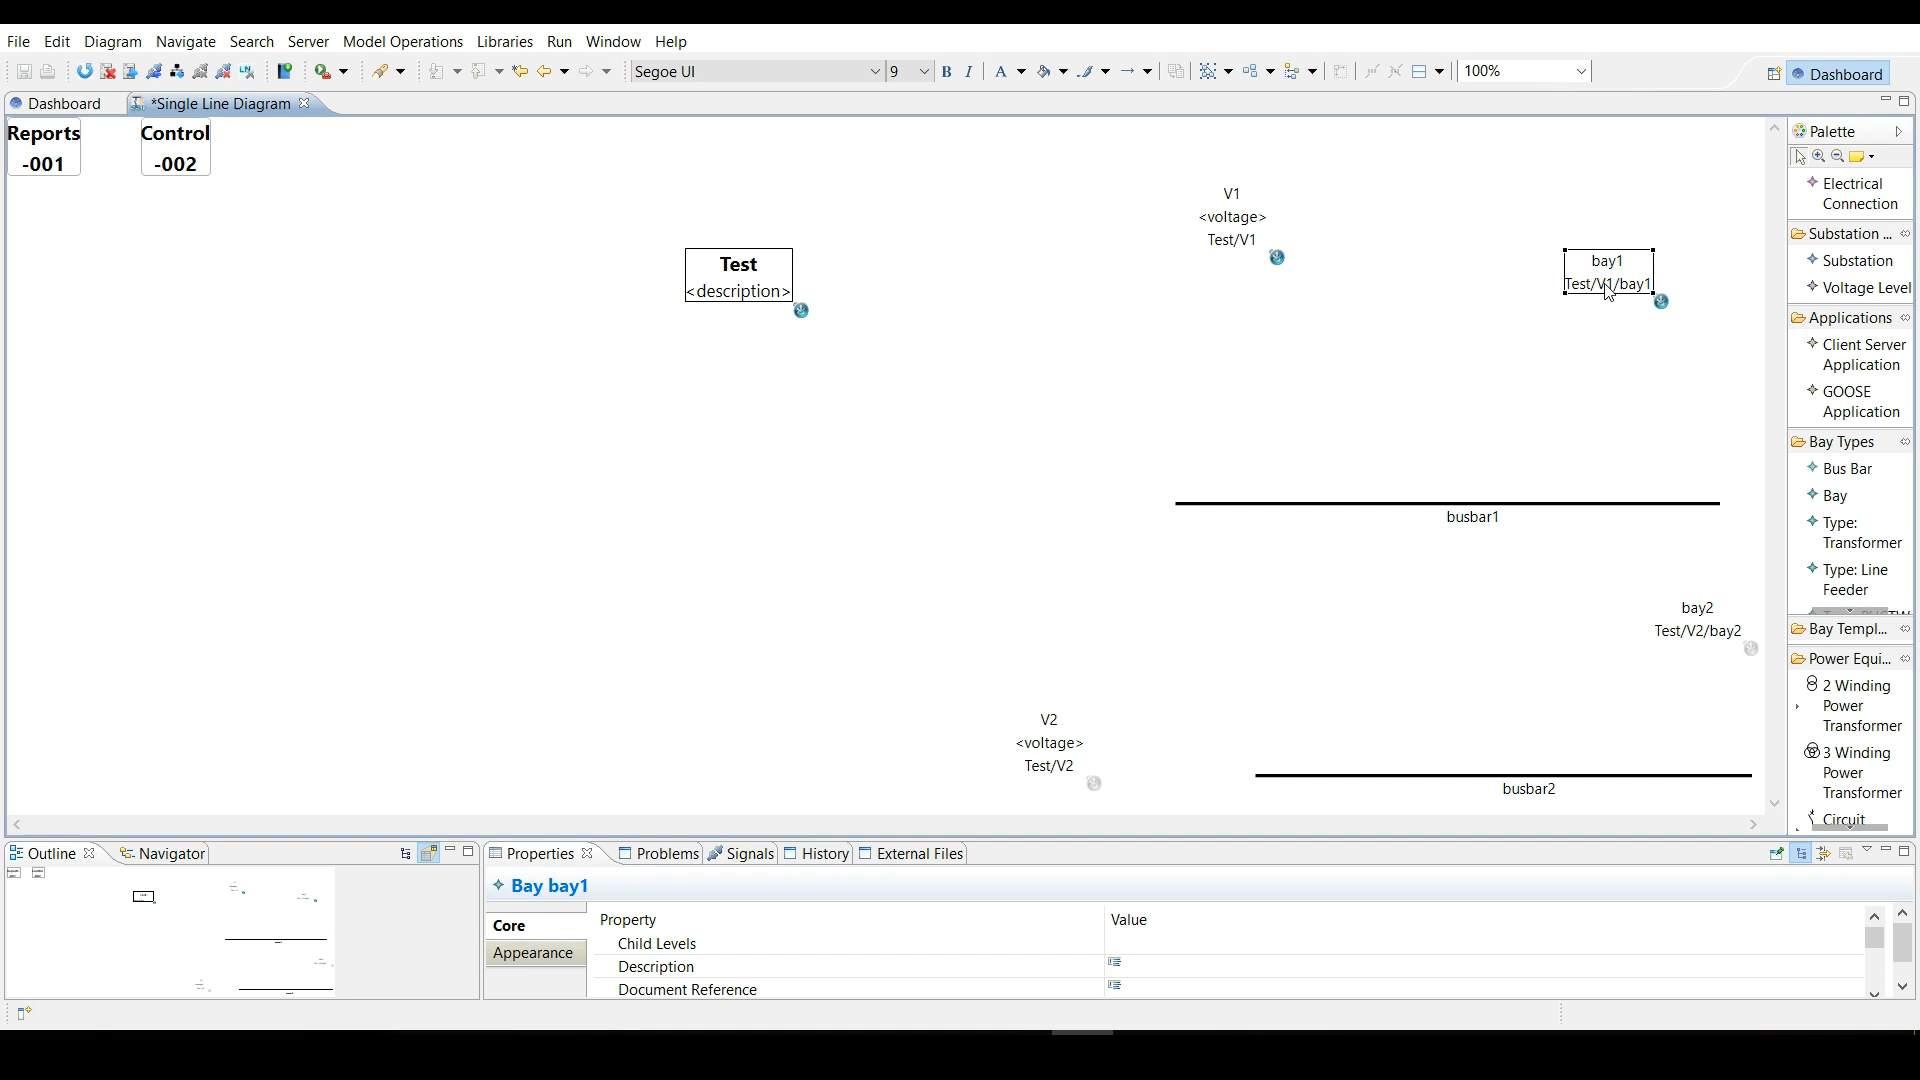 File Edit Diagram Navigate Search Server Model Operations Libraries Run Window Help
Segoe UI 9 B I A 100% Dashboard
Dashboard *Single Line Diagram
Reports
-001
Control
-002
Test
<description>
V1
<voltage>
Test/V1
bay1
Test/V1/bay1
busbar1
bay2
Test/V2/bay2
V2
<voltage>
Test/V2
busbar2
Palette
Electrical
Connection
Substation ...
Substation
Voltage Level
Applications
Client Server
Application
GOOSE
Application
Bay Types
Bus Bar
Bay
Type:
Transformer
Type: Line
Feeder
Bay Templ...
Power Equi...
2 Winding
Power
Transformer
3 Winding
Power
Transformer
Circuit
Outline Navigator
Properties Problems Signals History External Files
Bay bay1
Core
Appearance
Property Value
Child Levels
Description
Document Reference